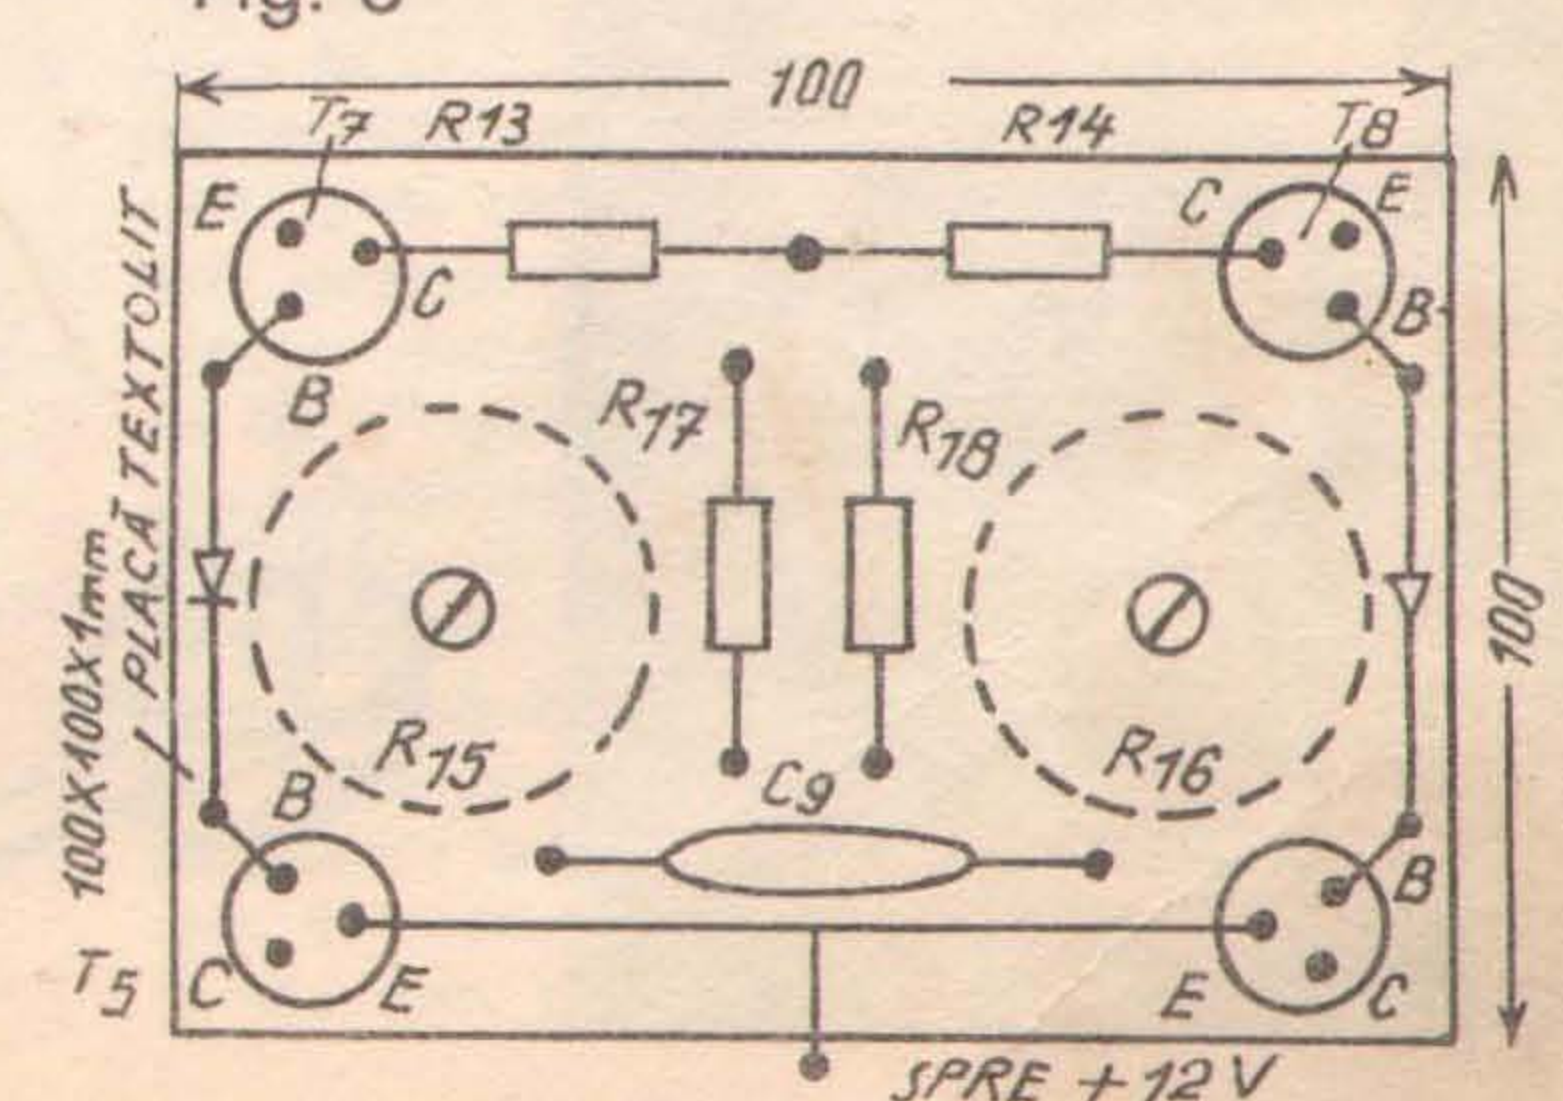 100
T7 R13 R14 T8
E C E
C B
B
R17 R18
100X100X1mm
PLACĂ TEXTOLIT
100
R15 R16
B C9
B
T5 C E E C
SPRE + 12V